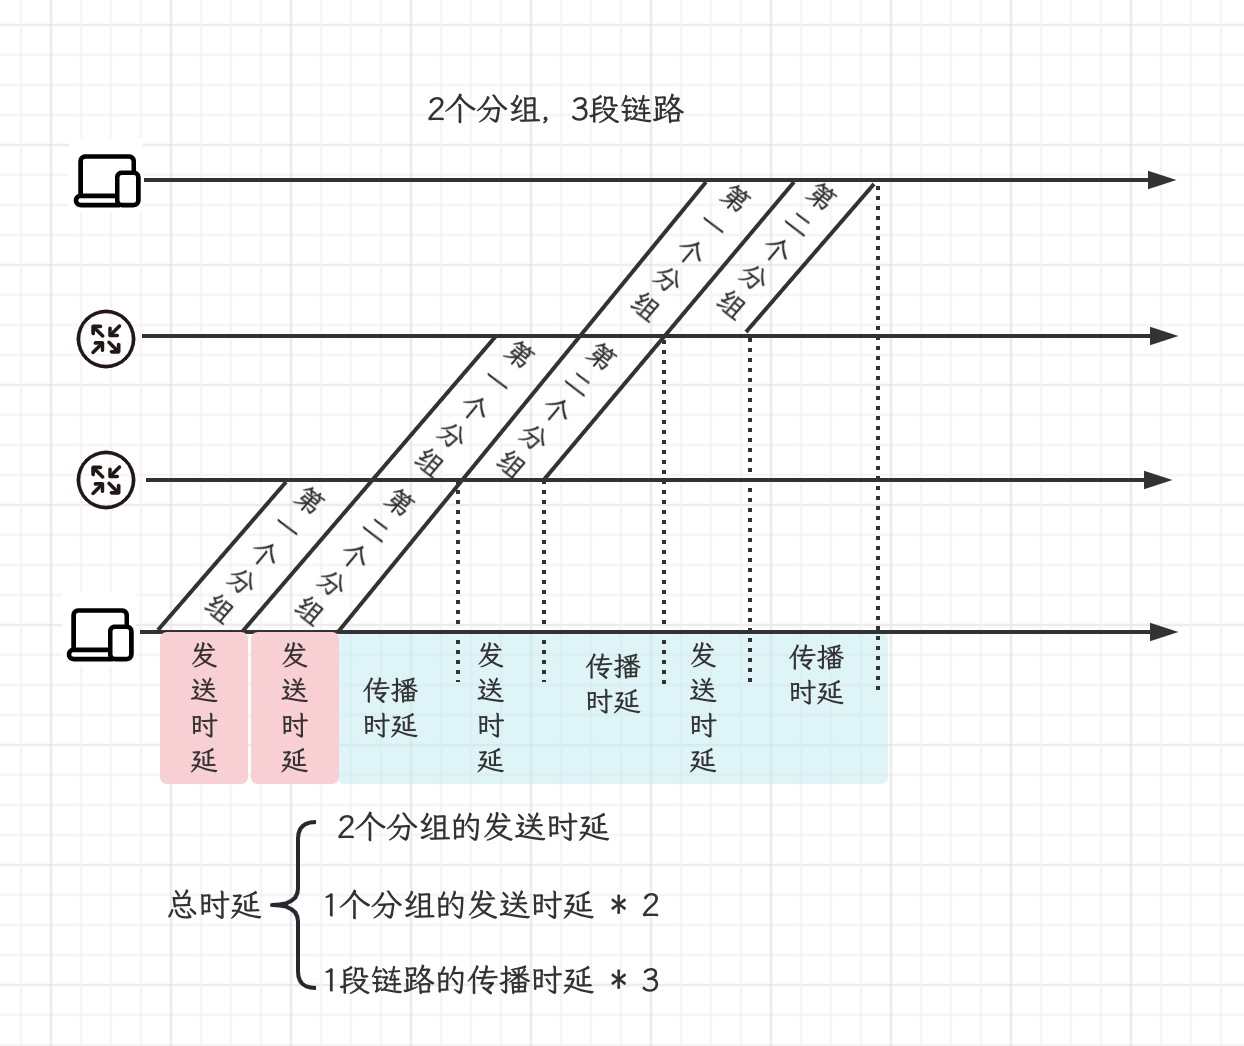 2个分组，3段链路
第一个分组
第二个分组
第一个分组
第二个分组
第一个分组
第二个分组
发送时延
发送时延
传播
时延
发送时延
传播
时延
发送时延
传播
时延
总时延
2个分组的发送时延
1个分组的发送时延 * 2
1段链路的传播时延 * 3